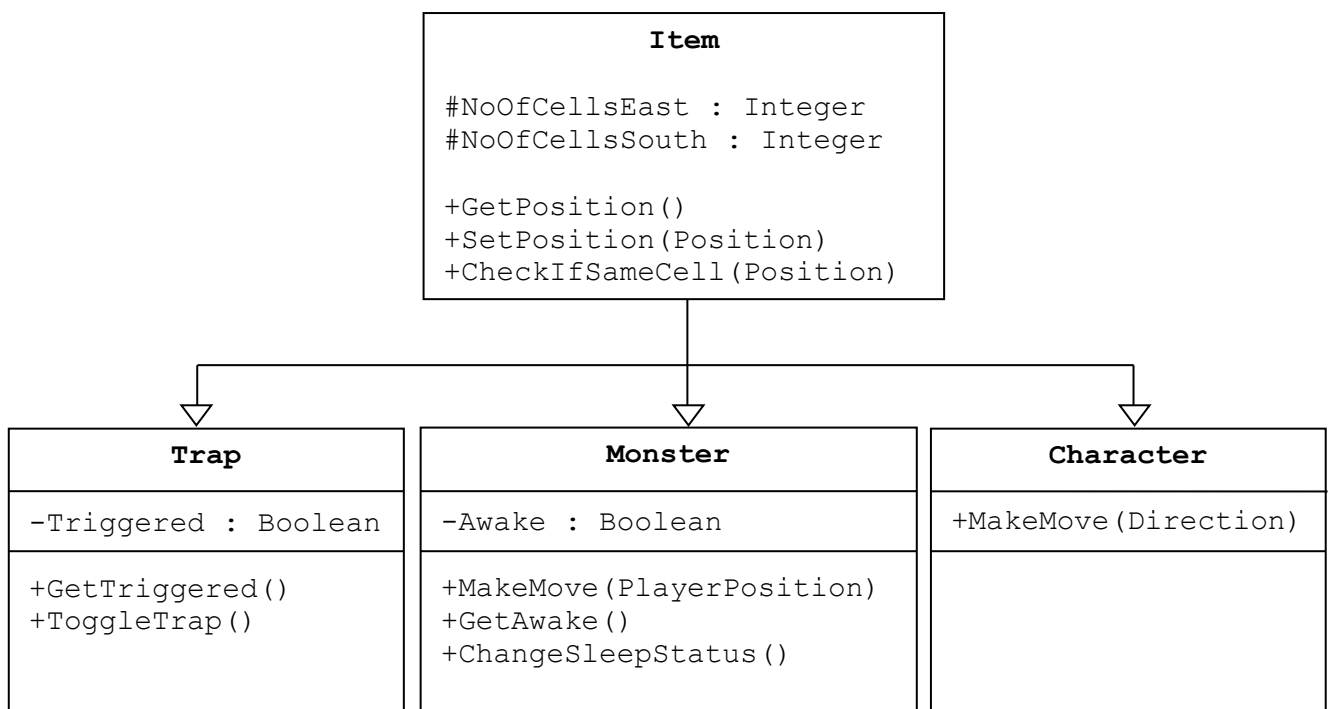 Item
#NoOfCellsEast : Integer
#NoOfCellsSouth : Integer
+GetPosition()
+SetPosition(Position)
+CheckIfSameCell(Position)
Trap
-Triggered : Boolean
+GetTriggered()
+ToggleTrap()
Monster
-Awake : Boolean
+MakeMove(PlayerPosition)
+GetAwake()
+ChangeSleepStatus()
Character
+MakeMove(Direction)